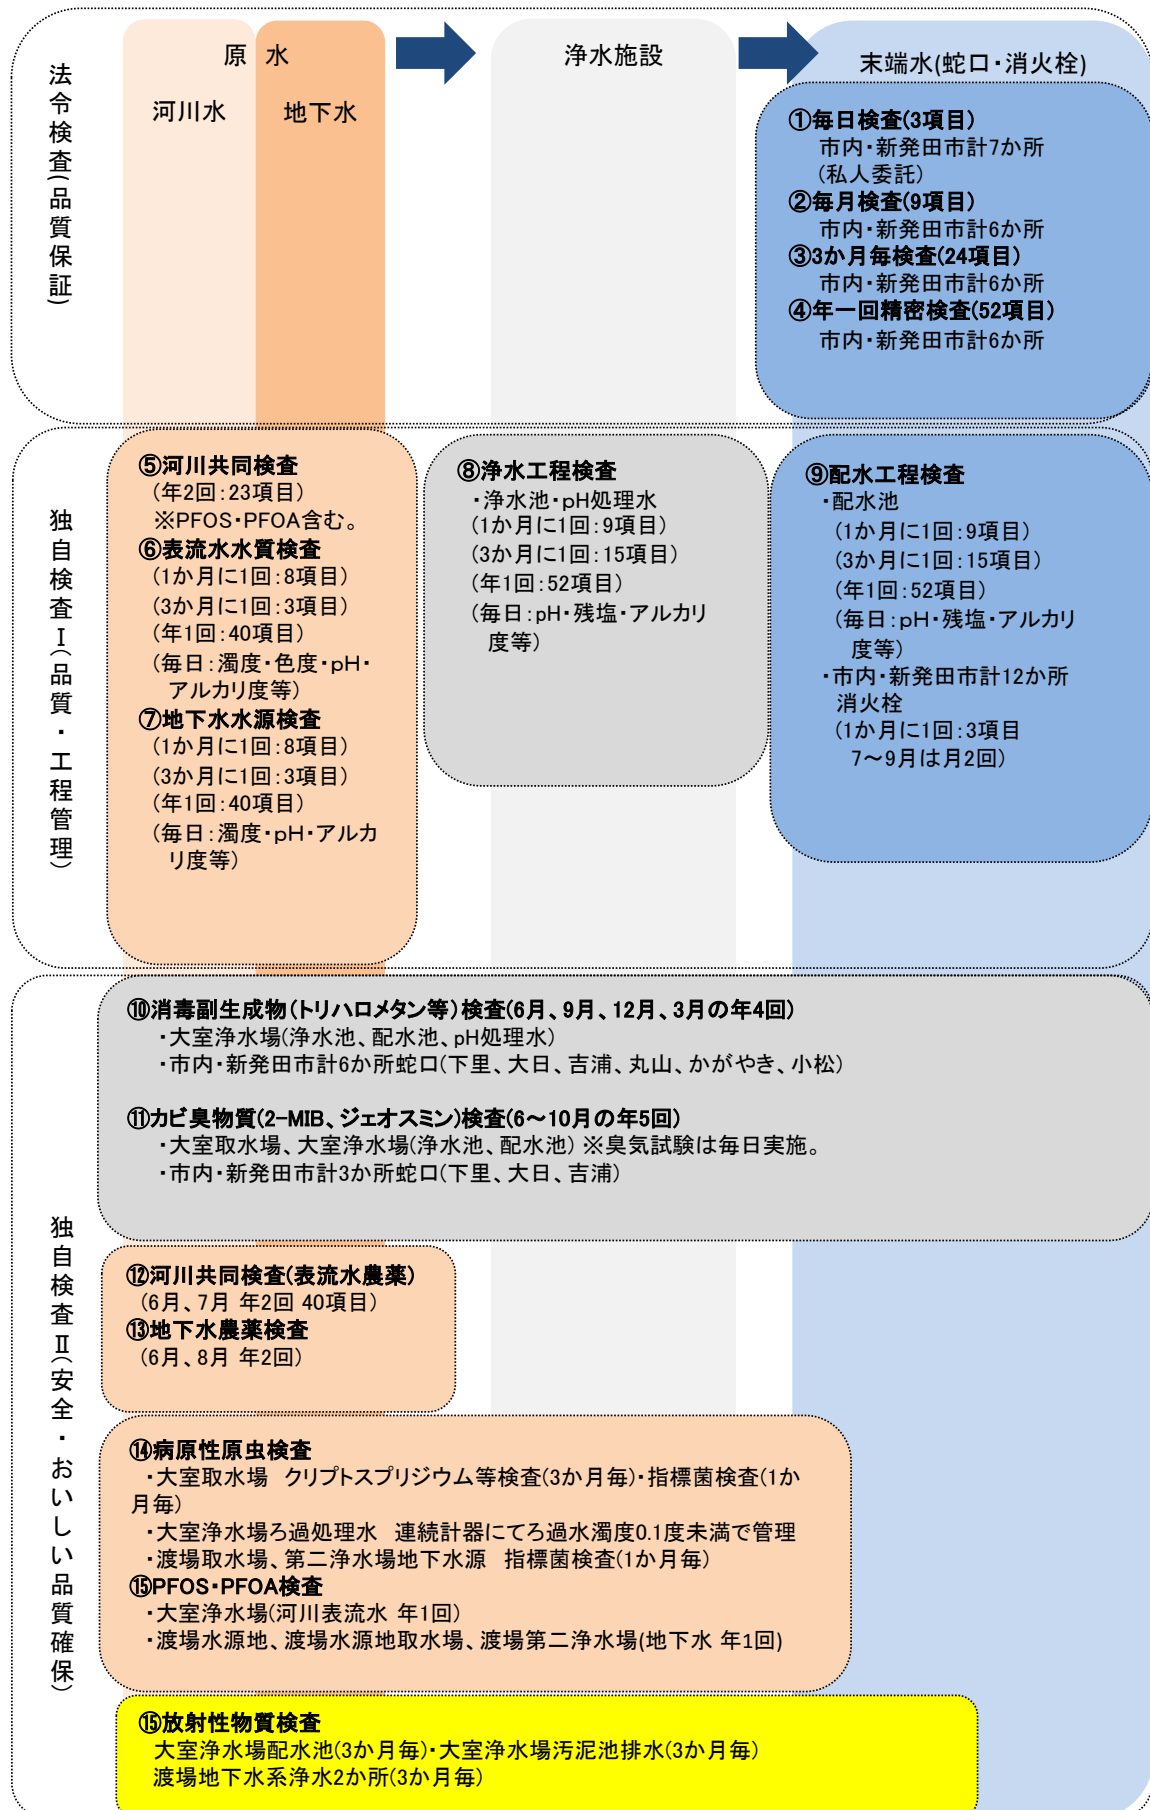 原 水
浄水施設
末端水(蛇口・消火栓)
河川水
地下水
法令検査(品質保証)
①毎日検査(3項目)
市内・新発田市計7か所
(私人委託)
②毎月検査(9項目)
市内・新発田市計6か所
③3か月毎検査(24項目)
市内・新発田市計6か所
④年一回精密検査(52項目)
市内・新発田市計6か所
独自検査Ⅰ(品質・工程管理)
⑤河川共同検査
(年2回:23項目)
※PFOS・PFOA含む。
⑥表流水水質検査
(1か月に1回:8項目)
(3か月に1回:3項目)
(年1回:40項目)
(毎日:濁度・色度・pH・
アルカリ度等)
⑦地下水水源検査
(1か月に1回:8項目)
(3か月に1回:3項目)
(年1回:40項目)
(毎日:濁度・pH・アルカ
リ度等)
⑧浄水工程検査
・浄水池・pH処理水
(1か月に1回:9項目)
(3か月に1回:15項目)
(年1回:52項目)
(毎日:pH・残塩・アルカリ
度等)
⑨配水工程検査
・配水池
(1か月に1回:9項目)
(3か月に1回:15項目)
(年1回:52項目)
(毎日:pH・残塩・アルカリ
度等)
・市内・新発田市計12か所
消火栓
(1か月に1回:3項目
7～9月は月2回)
独自検査Ⅱ(安全・おいしい品質確保)
⑩消毒副生成物(トリハロメタン等)検査(6月、9月、12月、3月の年4回)
・大室浄水場(浄水池、配水池、pH処理水)
・市内・新発田市計6か所蛇口(下里、大日、吉浦、丸山、かがやき、小松)
⑪カビ臭物質(2-MIB、ジェオスミン)検査(6～10月の年5回)
・大室取水場、大室浄水場(浄水池、配水池) ※臭気試験は毎日実施。
・市内・新発田市計3か所蛇口(下里、大日、吉浦)
⑫河川共同検査(表流水農薬)
(6月、7月 年2回 40項目)
⑬地下水農薬検査
(6月、8月 年2回)
⑭病原性原虫検査
・大室取水場　クリプトスプリジウム等検査(3か月毎)・指標菌検査(1か
月毎)
・大室浄水場ろ過処理水　連続計器にてろ過水濁度0.1度未満で管理
・渡場取水場、第二浄水場地下水源　指標菌検査(1か月毎)
⑮PFOS・PFOA検査
・大室浄水場(河川表流水 年1回)
・渡場水源地、渡場水源地取水場、渡場第二浄水場(地下水 年1回)
⑮放射性物質検査
大室浄水場配水池(3か月毎)・大室浄水場汚泥池排水(3か月毎)
渡場地下水系浄水2か所(3か月毎)